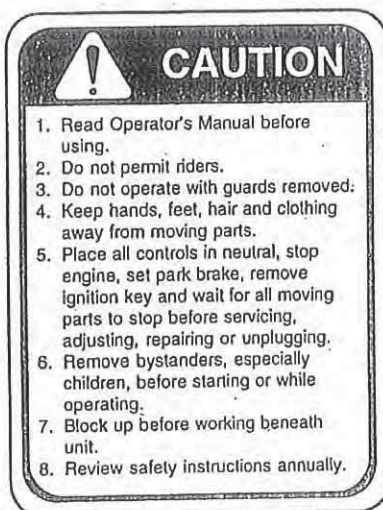 CAUTION
1. Read Operator's Manual before
using.
2. Do not permit riders.
3. Do not operate with guards removed.
4. Keep hands, feet, hair and clothing
away from moving parts.
5. Place all controls in neutral, stop
engine, set park brake, remove
ignition key and wait for all moving
parts to stop before servicing,
adjusting, repairing or unplugging.
6. Remove bystanders, especially
children, before starting or while
operating.
7. Block up before working beneath
unit.
8. Review safety instructions annually.